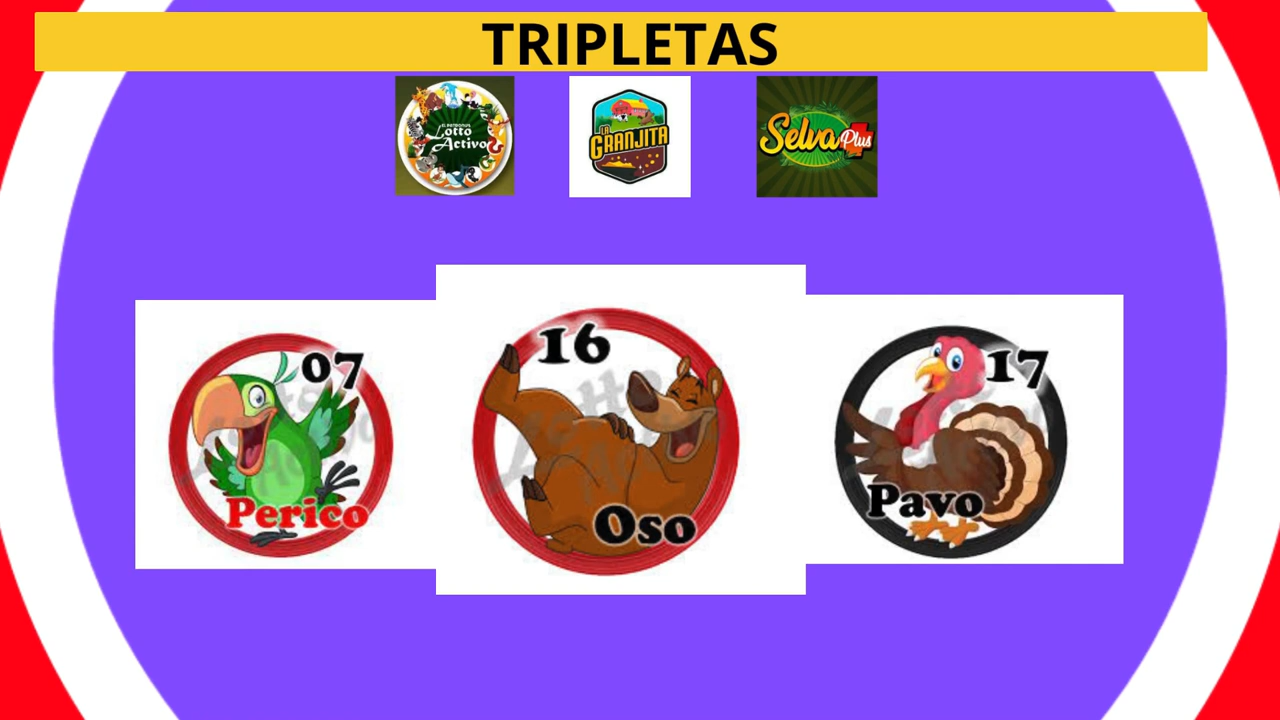 TRIPLETAS
Lotto
Activo
LA
GRANJITA
Selva Plus
07
Perico
16
Oso
17
Pavo